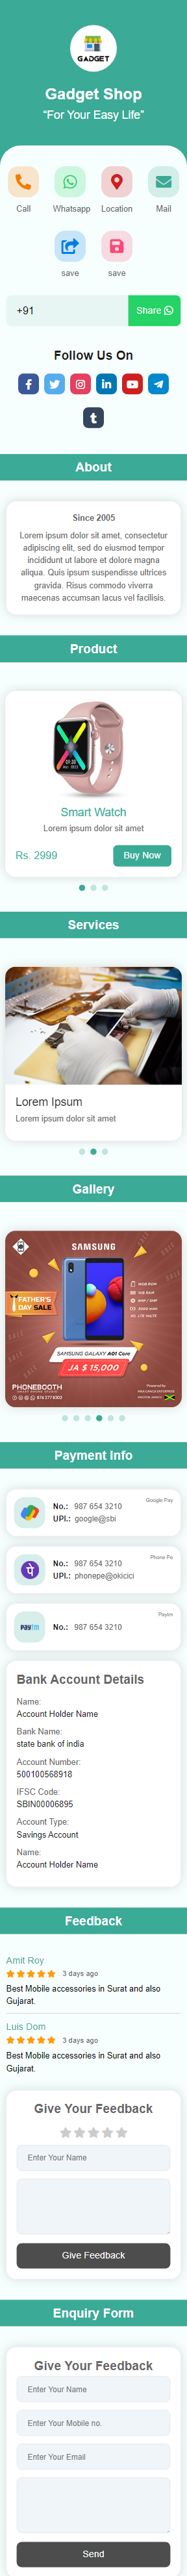 GADGET
Gadget Shop
“For Your Easy Life”
Call
Whatsapp
Location
Mail
save
save
+91
Share
Follow Us On
About
Since 2005
Lorem ipsum dolor sit amet, consectetur
adipiscing elit, sed do eiusmod tempor
incididunt ut labore et dolore magna
aliqua. Quis ipsum suspendisse ultrices
gravida. Risus commodo viverra
maecenas accumsan lacus vel facilisis.
Product
Smart Watch
Lorem ipsum dolor sit amet
Rs. 2999
Buy Now
Services
Lorem Ipsum
Lorem ipsum dolor sit amet
Gallery
SAMSUNG
FATHER'S
DAY SALE
SAMSUNG GALAXY A01 Core
JA $ 15,000
PHONEBOOTH
876 3773302
Payment Info
Google Pay
No.: 987 654 3210
UPI.: google@sbi
Phone Pe
No.: 987 654 3210
UPI.: phonepe@okicici
Paytm
paytm
No.: 987 654 3210
Bank Account Details
Name:
Account Holder Name
Bank Name:
state bank of india
Account Number:
500100568918
IFSC Code:
SBIN00006895
Account Type:
Savings Account
Name:
Account Holder Name
Feedback
Amit Roy
3 days ago
Best Mobile accessories in Surat and also
Gujarat.
Luis Dom
3 days ago
Best Mobile accessories in Surat and also
Gujarat.
Give Your Feedback
Enter Your Name
Give Feedback
Enquiry Form
Give Your Feedback
Enter Your Name
Enter Your Mobile no.
Enter Your Email
Send